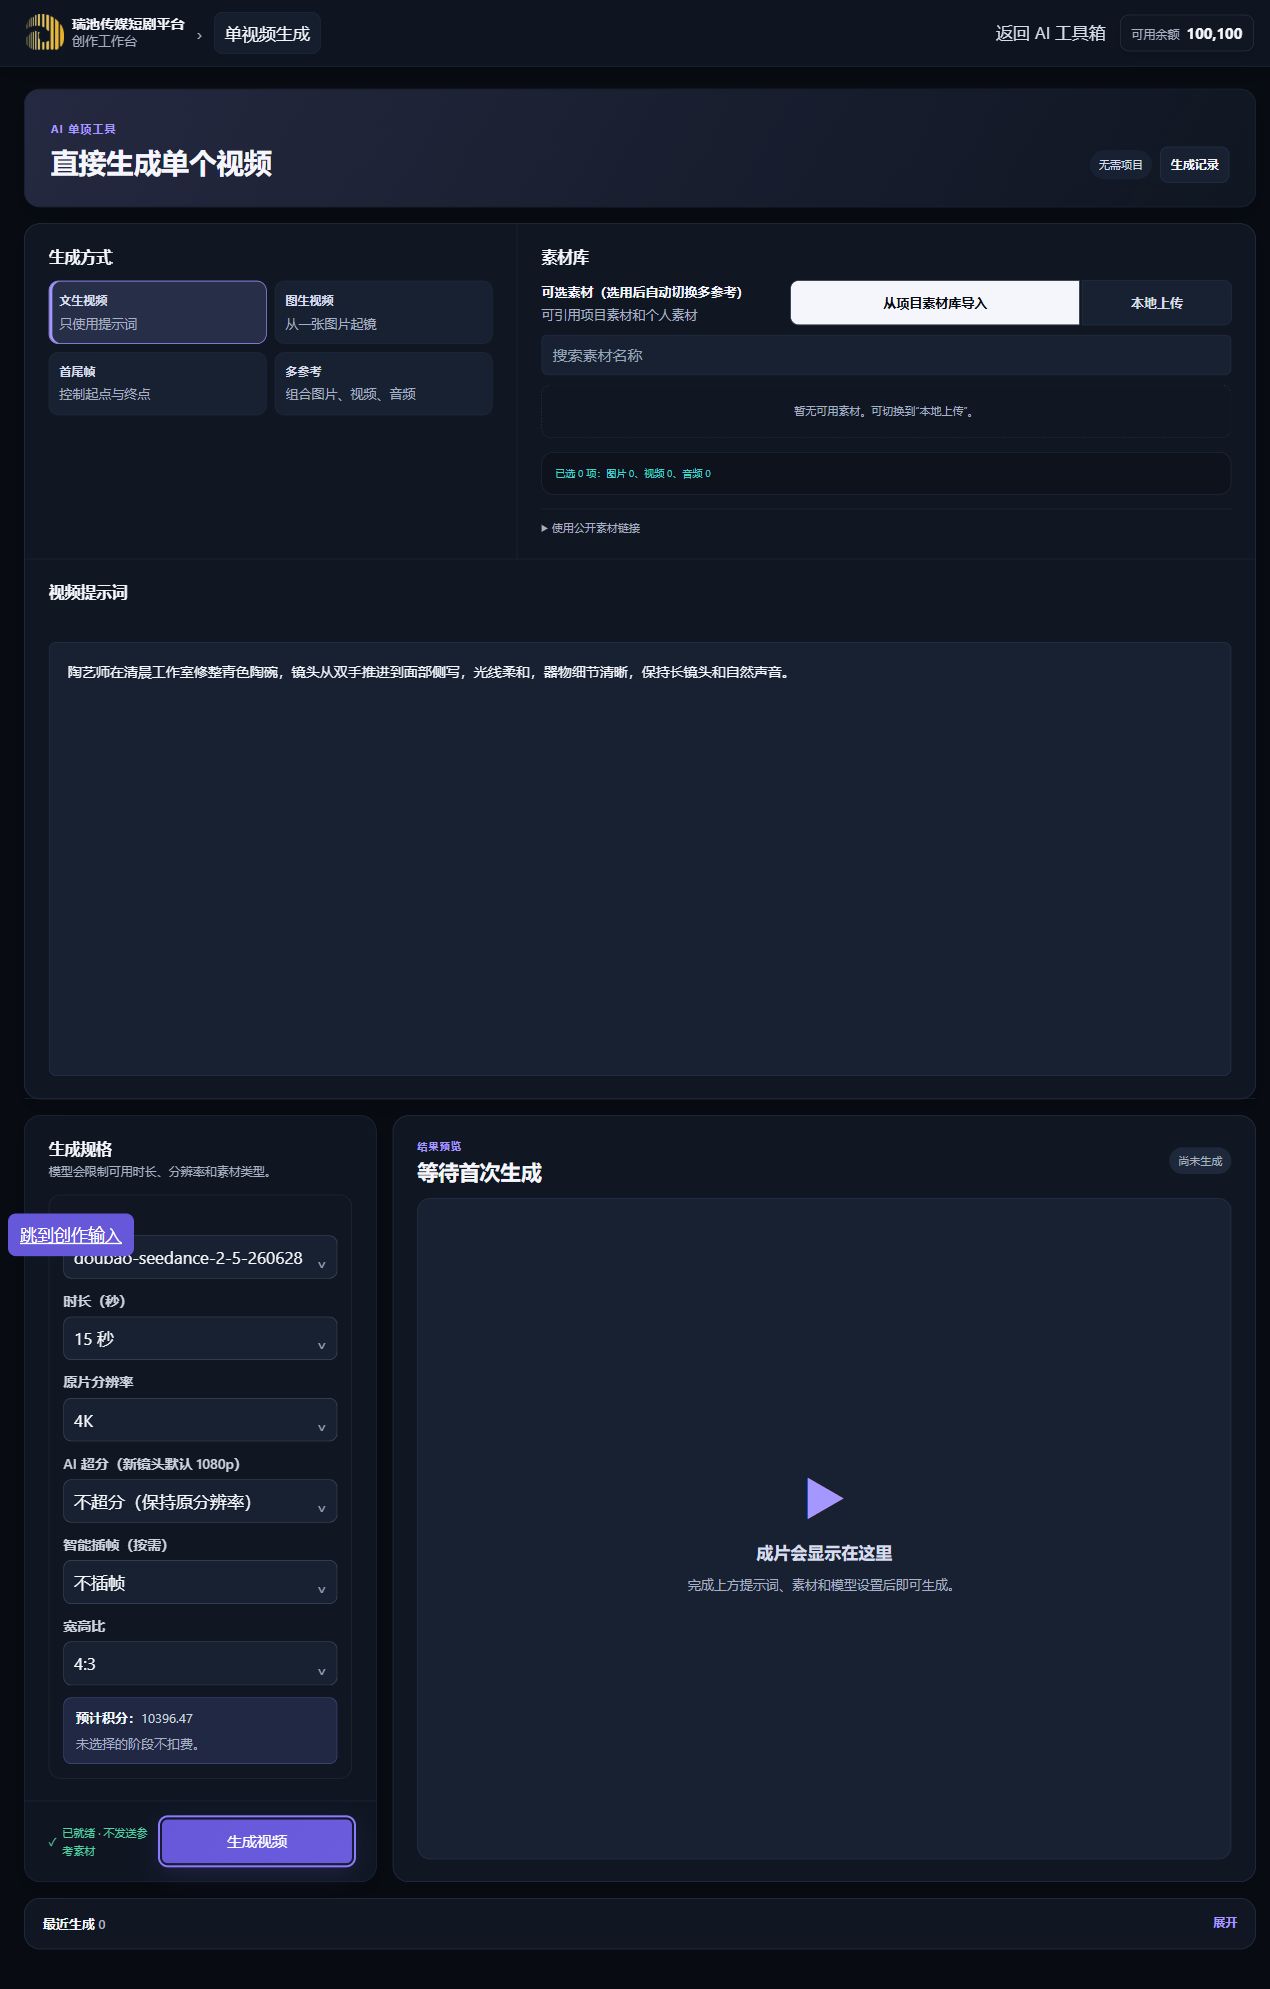 瑞池传媒短剧平台
创作工作台
›
单视频生成
返回 AI 工具箱
可用余额 100,100
AI 单项工具
直接生成单个视频
无需项目
生成记录
生成方式
文生视频
只使用提示词
图生视频
从一张图片起镜
首尾帧
控制起点与终点
多参考
组合图片、视频、音频
素材库
可选素材（选用后自动切换多参考）
可引用项目素材和个人素材
从项目素材库导入
本地上传
搜索素材名称
暂无可用素材。可切换到“本地上传”。
已选 0 项：图片 0、视频 0、音频 0
使用公开素材链接
视频提示词
陶艺师在清晨工作室修整青色陶碗，镜头从双手推进到面部侧写，光线柔和，器物细节清晰，保持长镜头和自然声音。
生成规格
模型会限制可用时长、分辨率和素材类型。
跳到创作输入
doubao-seedance-2-5-260628
时长（秒）
15 秒
原片分辨率
4K
AI 超分（新镜头默认 1080p）
不超分（保持原分辨率）
智能插帧（按需）
不插帧
宽高比
4:3
预计积分：10396.47
未选择的阶段不扣费。
✓ 已就绪 · 不发送参
考素材
生成视频
结果预览
等待首次生成
尚未生成
成片会显示在这里
完成上方提示词、素材和模型设置后即可生成。
最近生成 0
展开